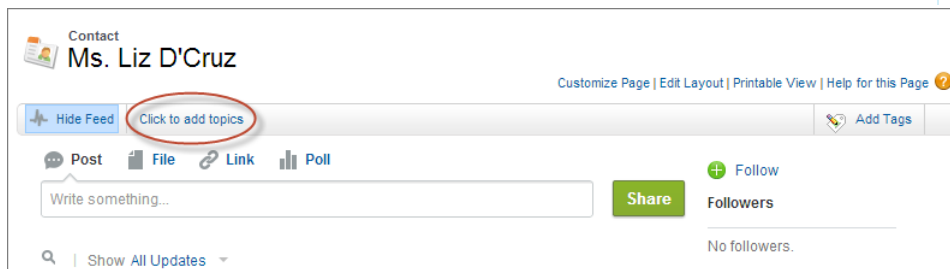 Contact
Ms. Liz D'Cruz
Customize Page | Edit Layout | Printable View | Help for this Page ?
Hide Feed Click to add topics Add Tags
Post File Link Poll
Follow
Write something... Share
Followers
No followers.
| Show All Updates